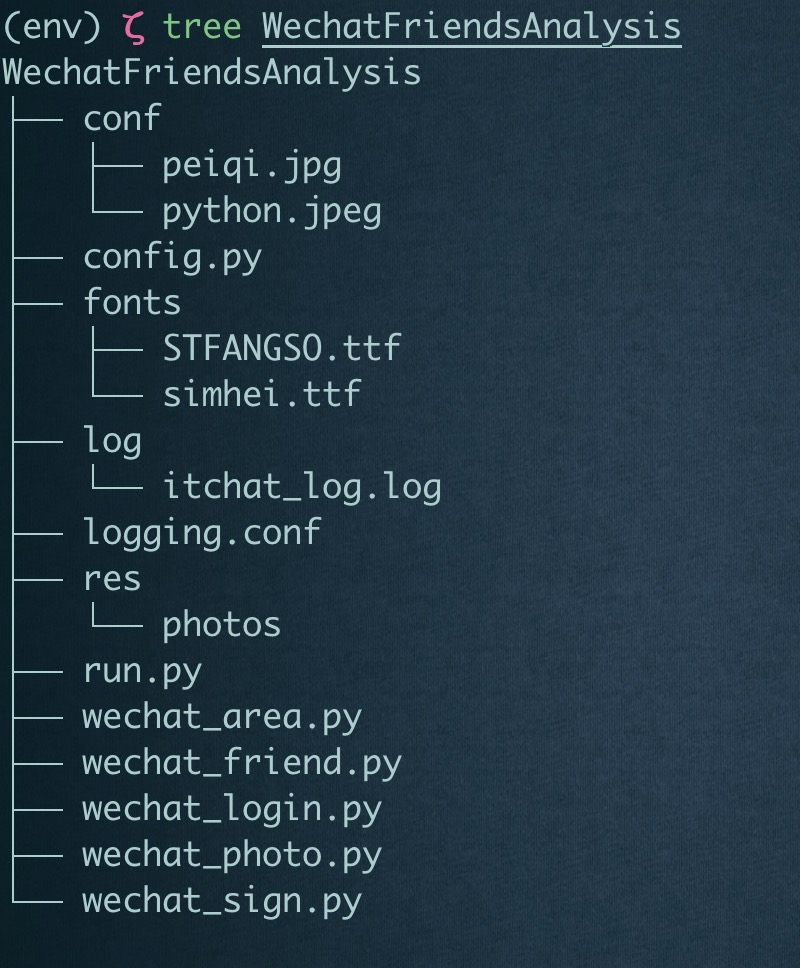 (env) ζ tree WechatFriendsAnalysis
WechatFriendsAnalysis
├── conf
│   ├── peiqi.jpg
│   └── python.jpeg
├── config.py
├── fonts
│   ├── STFANGSO.ttf
│   └── simhei.ttf
├── log
│   └── itchat_log.log
├── logging.conf
├── res
│   └── photos
├── run.py
├── wechat_area.py
├── wechat_friend.py
├── wechat_login.py
├── wechat_photo.py
└── wechat_sign.py